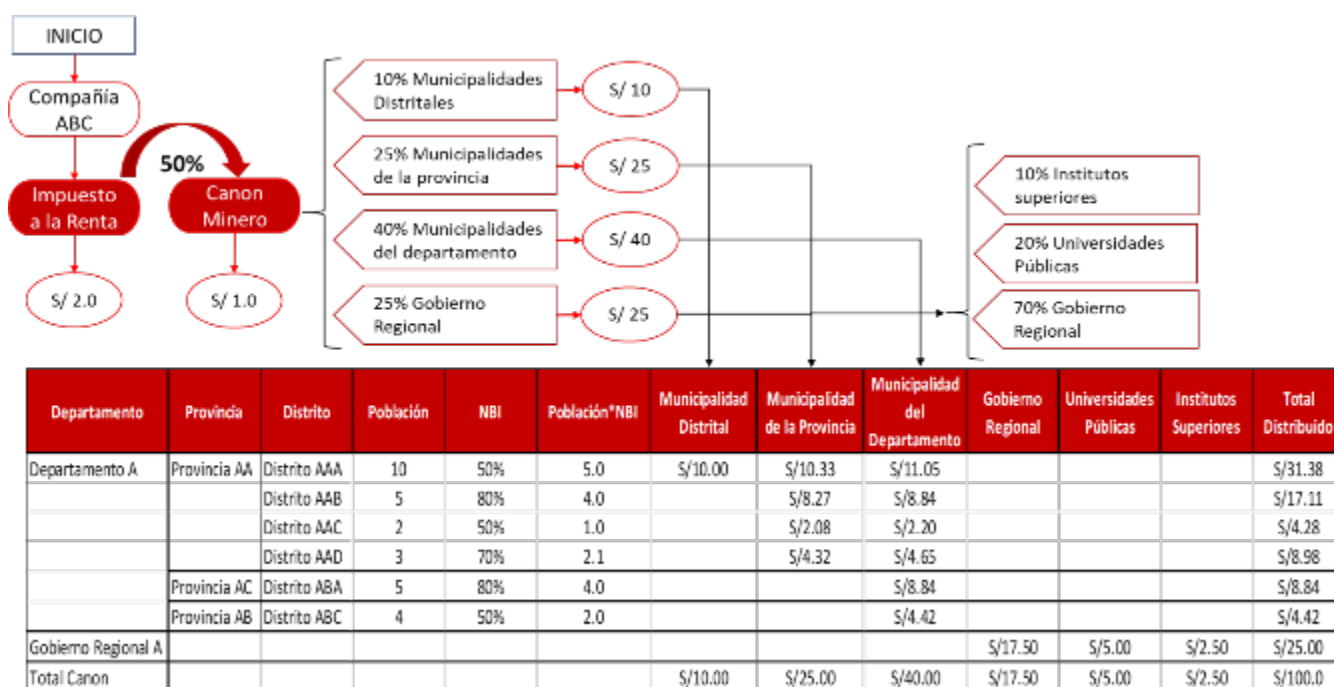 INICIO
Compañía
ABC
50%
Impuesto
a la Renta
Canon
Minero
S/ 2.0
S/ 1.0
10% Municipalidades
Distritales
S/ 10
25% Municipalidades
de la provincia
S/ 25
40% Municipalidades
del departamento
S/ 40
25% Gobierno
Regional
S/ 25
10% Institutos
superiores
20% Universidades
Públicas
70% Gobierno
Regional
Departamento Provincia Distrito Población NBI Población*NBI Municipalidad Distrital Municipalidad de la Provincia Municipalidad del Departamento Gobierno Regional Universidades Públicas Institutos Superiores Total Distribuido
Departamento A Provincia AA Distrito AAA 10 50% 5.0 S/10.00 S/10.33 S/11.05 S/31.38
Distrito AAB 5 80% 4.0 S/8.27 S/8.84 S/17.11
Distrito AAC 2 50% 1.0 S/2.08 S/2.20 S/4.28
Distrito AAD 3 70% 2.1 S/4.32 S/4.65 S/8.98
Provincia AC Distrito ABA 5 80% 4.0 S/8.84 S/8.84
Provincia AB Distrito ABC 4 50% 2.0 S/4.42 S/4.42
Gobierno Regional A S/17.50 S/5.00 S/2.50 S/25.00
Total Canon S/10.00 S/25.00 S/40.00 S/17.50 S/5.00 S/2.50 S/100.0